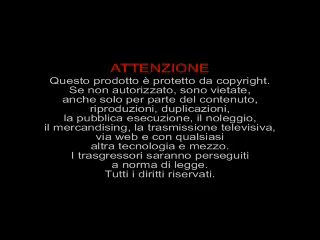 ATTENZIONE
Questo prodotto è protetto da copyright.
Se non autorizzato, sono vietate,
anche solo per parte del contenuto,
riproduzioni, duplicazioni,
la pubblica esecuzione, il noleggio,
il mercandising, la trasmissione televisiva,
via web e con qualsiasi
altra tecnologia e mezzo.
I trasgressori saranno perseguiti
a norma di legge.
Tutti i diritti riservati.